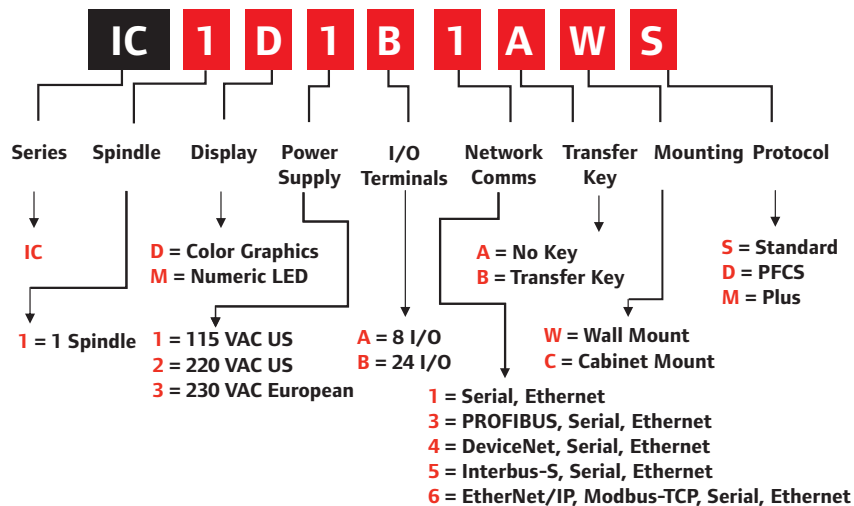 IC 1 D 1 B 1 A W S
Series Spindle Display Power Supply I/O Terminals Network Comms Transfer Key Mounting Protocol
IC
1 = 1 Spindle
D = Color Graphics
M = Numeric LED
1 = 115 VAC US
2 = 220 VAC US
3 = 230 VAC European
A = 8 I/O
B = 24 I/O
1 = Serial, Ethernet
3 = PROFIBUS, Serial, Ethernet
4 = DeviceNet, Serial, Ethernet
5 = Interbus-S, Serial, Ethernet
6 = EtherNet/IP, Modbus-TCP, Serial, Ethernet
A = No Key
B = Transfer Key
W = Wall Mount
C = Cabinet Mount
S = Standard
D = PFCS
M = Plus